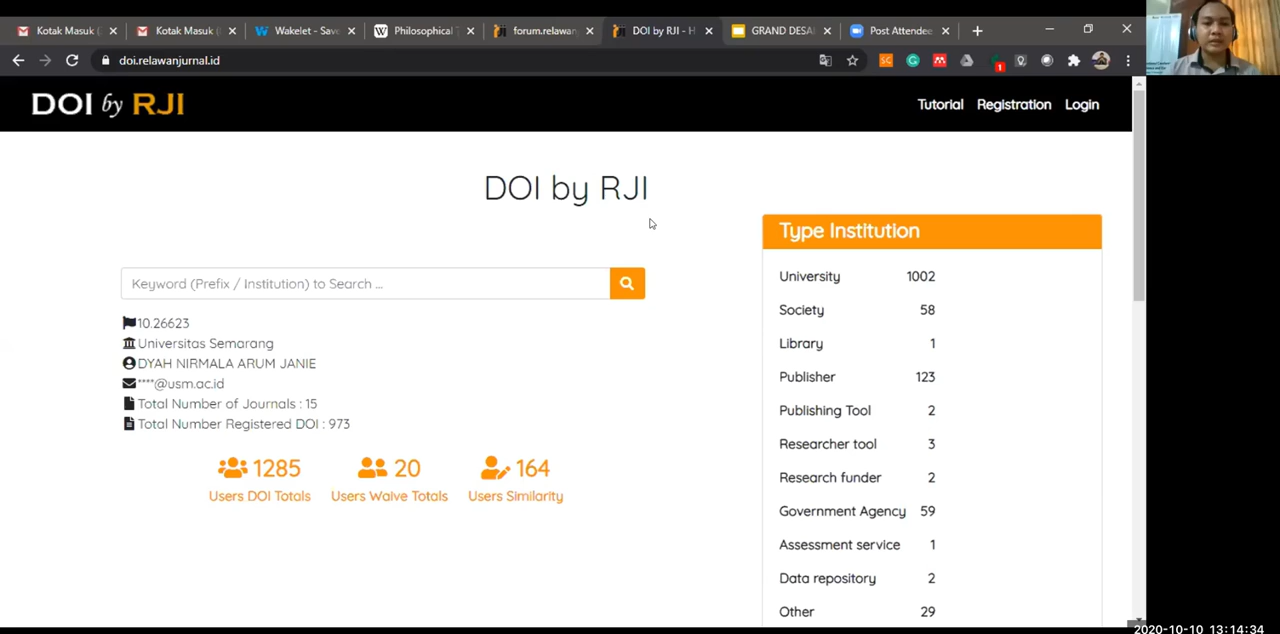 Kotak Masuk (
Kotak Masuk (
Wakelet - Save
Philosophical T
forum.relawan
DOI by RJI - H
GRAND DESAI
Post Attendee
doi.relawanjurnal.id
SC
1
DOI by RJI
Tutorial
Registration
Login
DOI by RJI
Keyword (Prefix / Institution) to Search ...
10.26623
Universitas Semarang
DYAH NIRMALA ARUM JANIE
****@usm.ac.id
Total Number of Journals : 15
Total Number Registered DOI : 973
1285
Users DOI Totals
20
Users Waive Totals
164
Users Similarity
Type Institution
University 1002
Society 58
Library 1
Publisher 123
Publishing Tool 2
Researcher tool 3
Research funder 2
Government Agency 59
Assessment service 1
Data repository 2
Other 29
2020-10-10 13:14:34